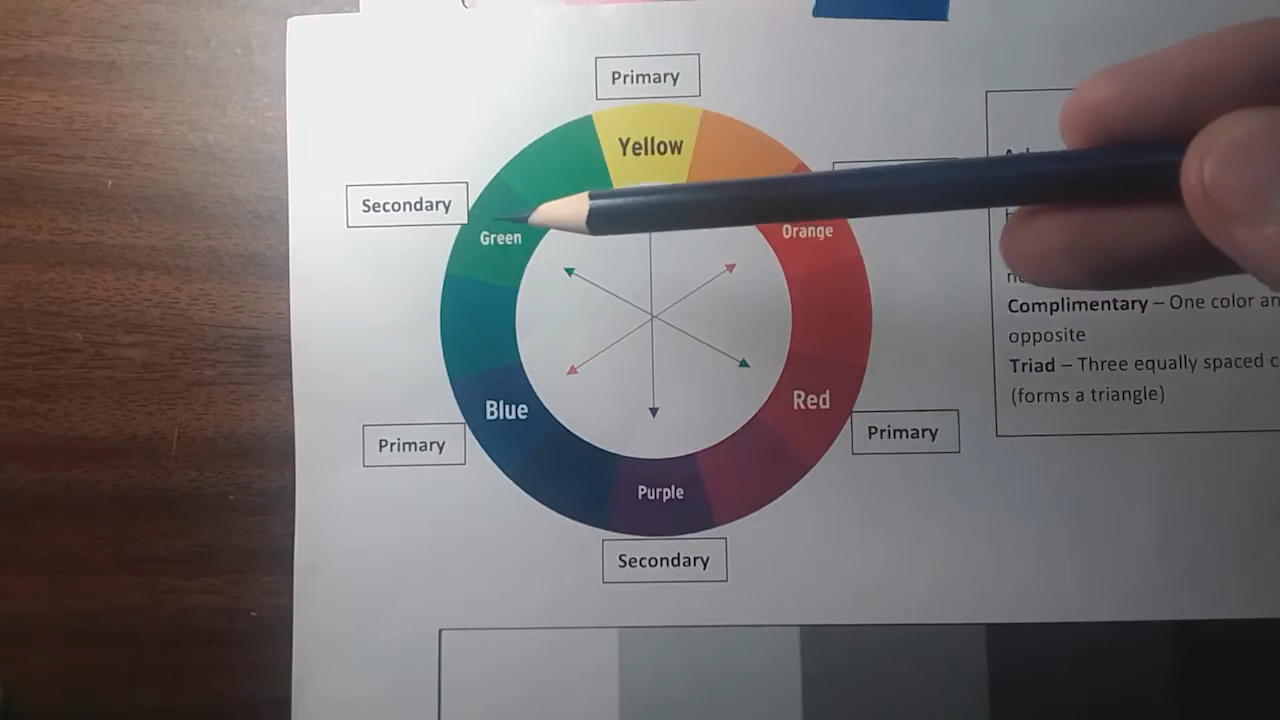 Primary
Yellow
Secondary
Green
Orange
Complimentary – One color an
opposite
Triad – Three equally spaced c
(forms a triangle)
Blue
Red
Primary
Primary
Purple
Secondary